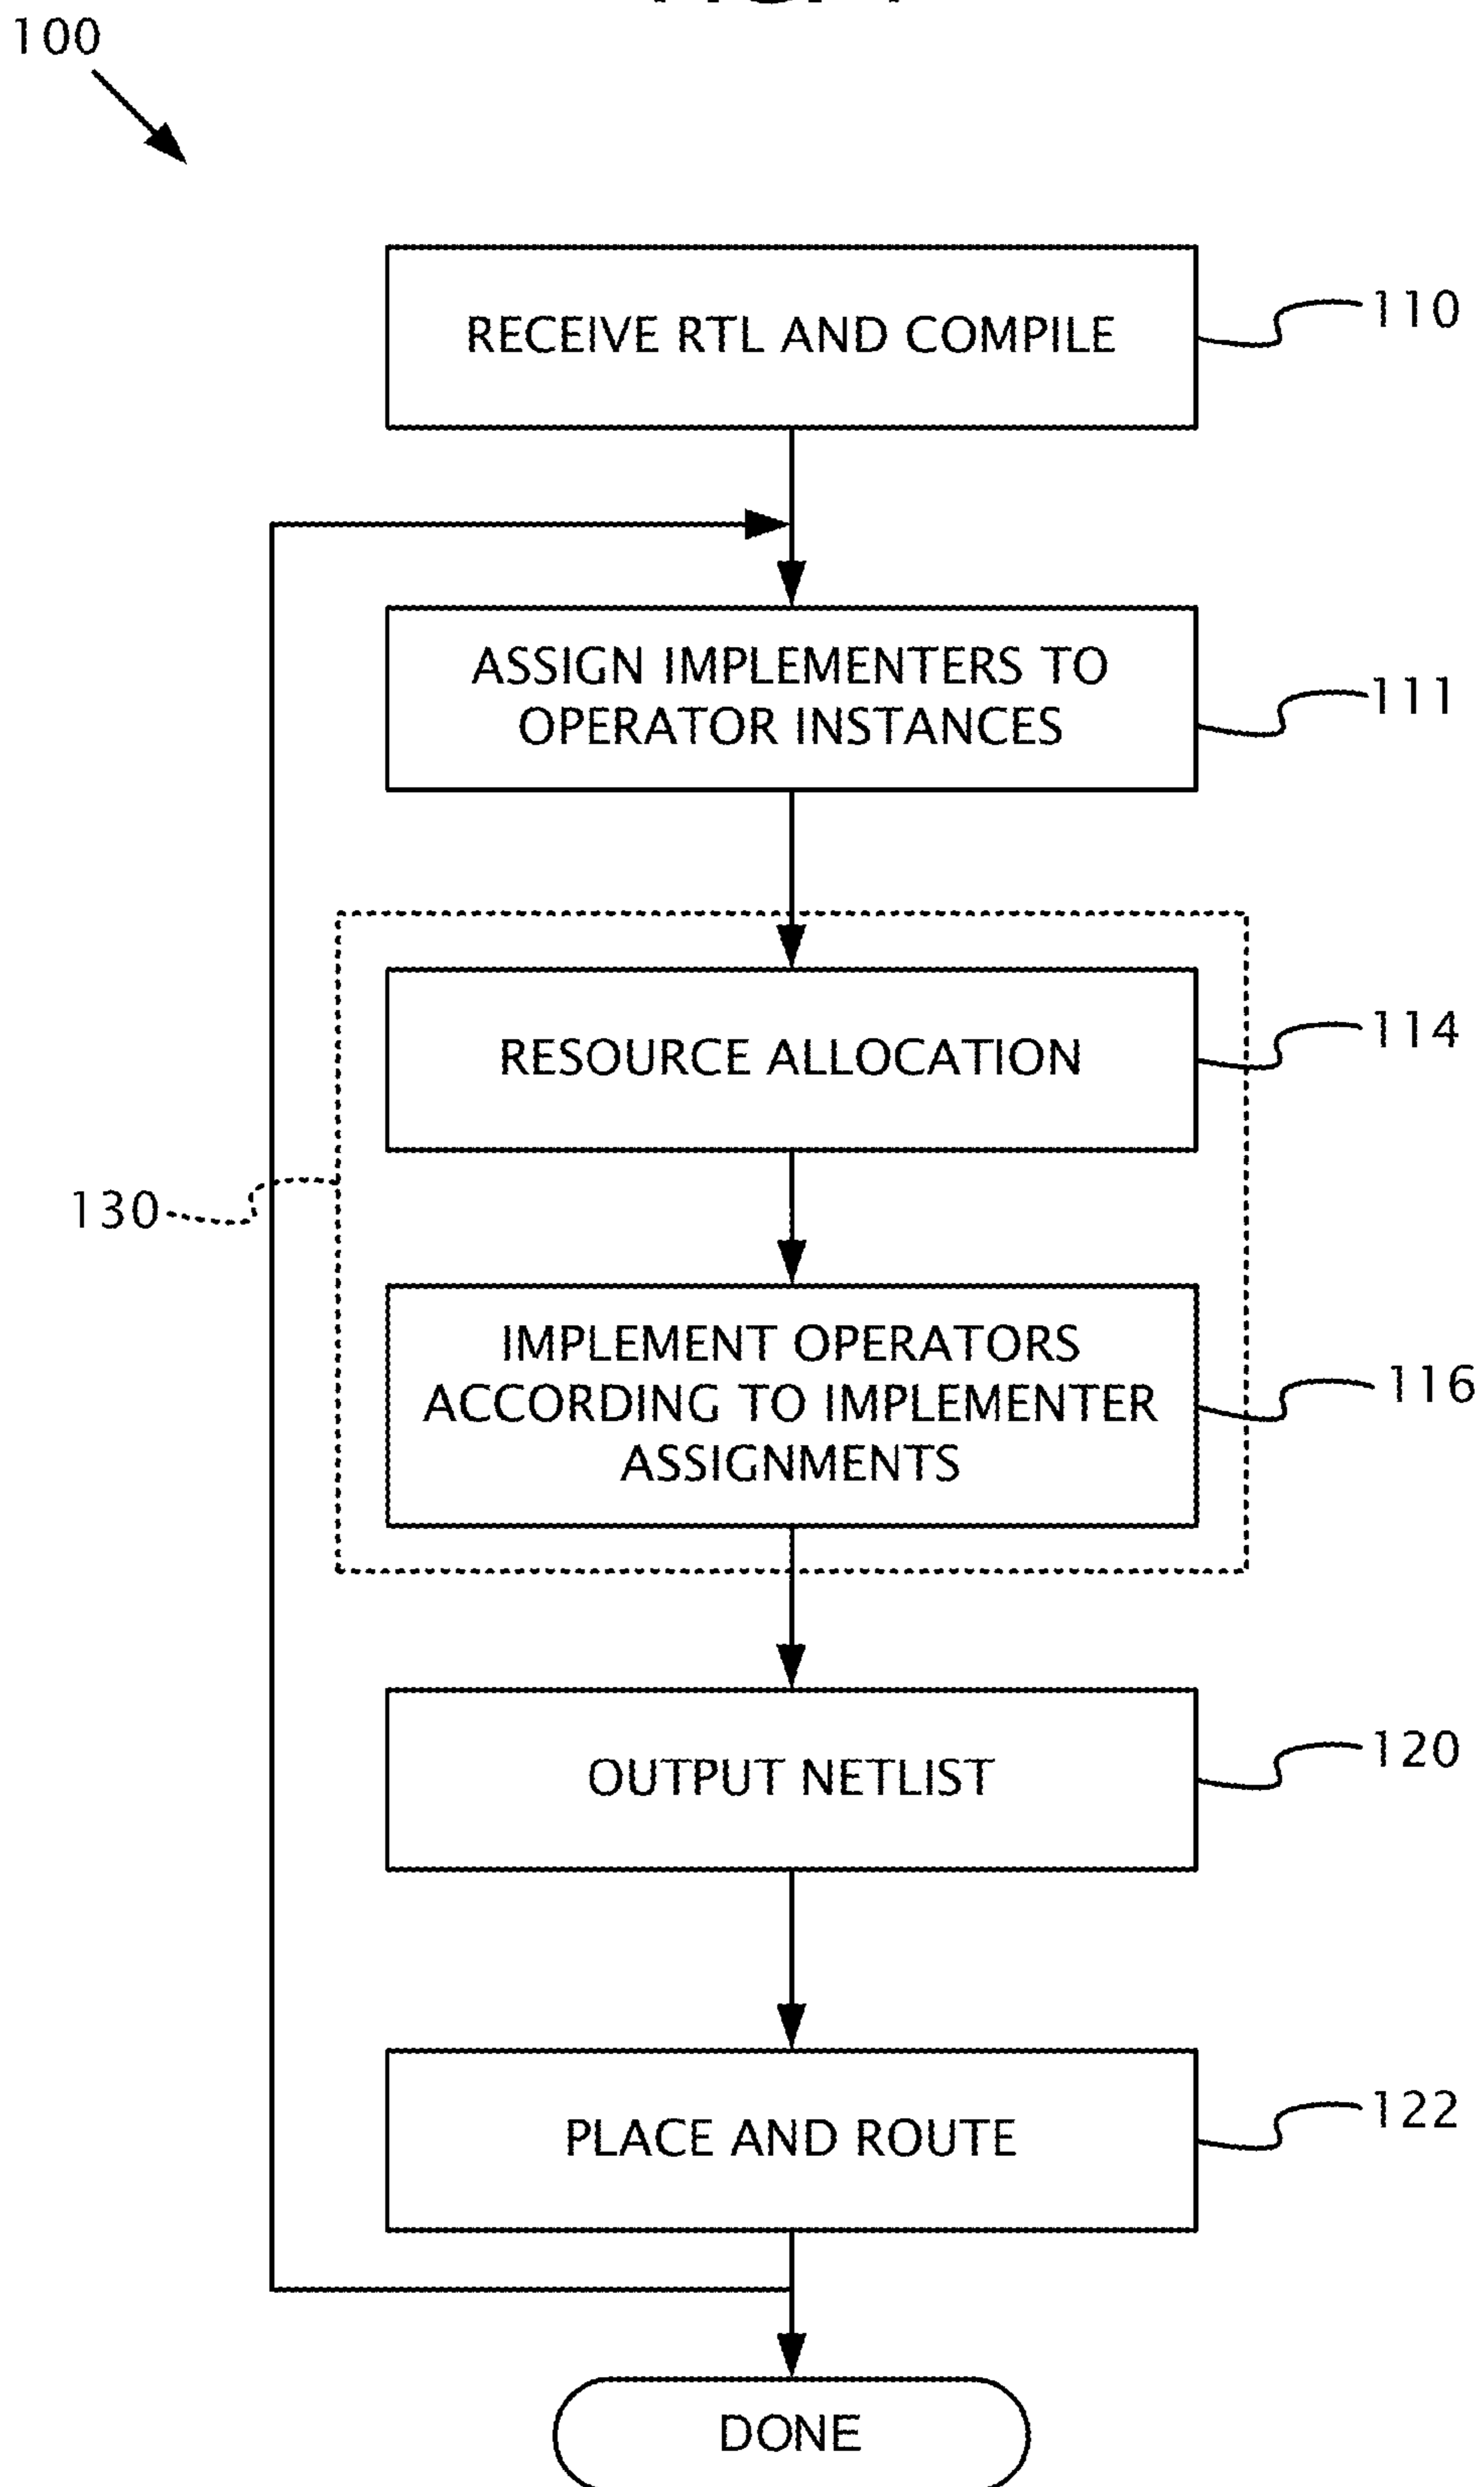 100
RECEIVE RTL AND COMPILE
110
ASSIGN IMPLEMENTERS TO
OPERATOR INSTANCES
111
RESOURCE ALLOCATION
114
130
IMPLEMENT OPERATORS
ACCORDING TO IMPLEMENTER
ASSIGNMENTS
116
OUTPUT NETLIST
120
PLACE AND ROUTE
122
DONE